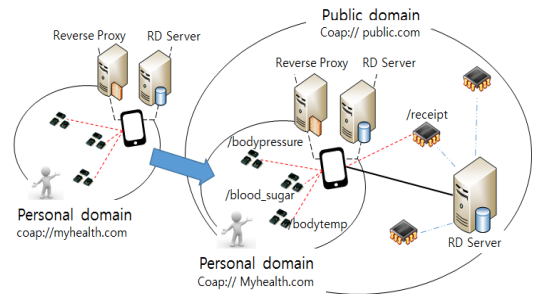 Public domain
Coap:// public.com
Reverse Proxy
RD Server
Reverse Proxy
RD Server
/receipt
/bodypressure
/blood_sugar
/bodytemp
Personal domain
coap://myhealth.com
RD Server
Personal domain
Coap:// Myhealth.com